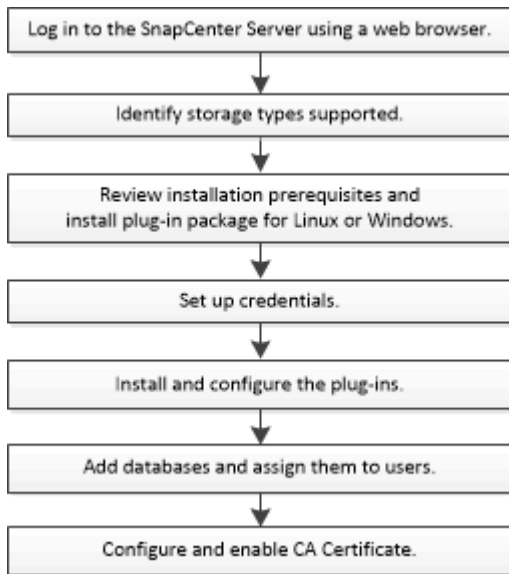 Log in to the SnapCenter Server using a web browser.
Identify storage types supported.
Review installation prerequisites and
install plug-in package for Linux or Windows.
Set up credentials.
Install and configure the plug-ins.
Add databases and assign them to users.
Configure and enable CA Certificate.